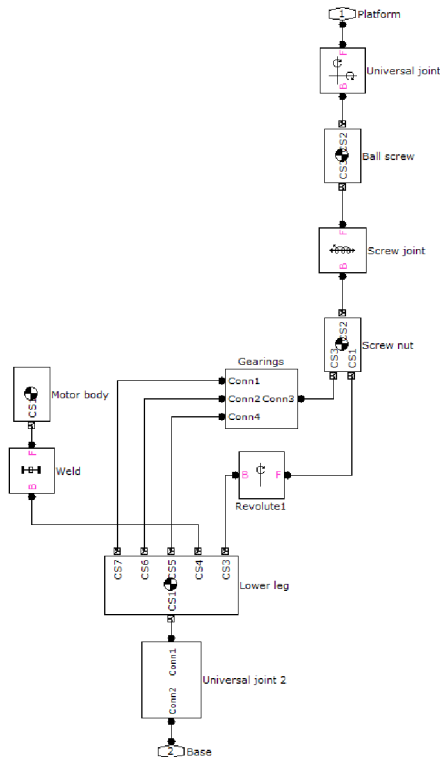 1 Platform
F
Universal joint
B
CS2
Ball screw
CS1
F
Screw joint
B
CS2
Screw nut
CS3 CS1
Gearings
Conn1
Conn2 Conn3
Conn4
Motor body
CS1
F
Weld
B
B F
Revolute1
CS7 CS6 CS5 CS4 CS3
Lower leg
CS1
Conn1
Universal joint 2
Conn2
2 Base